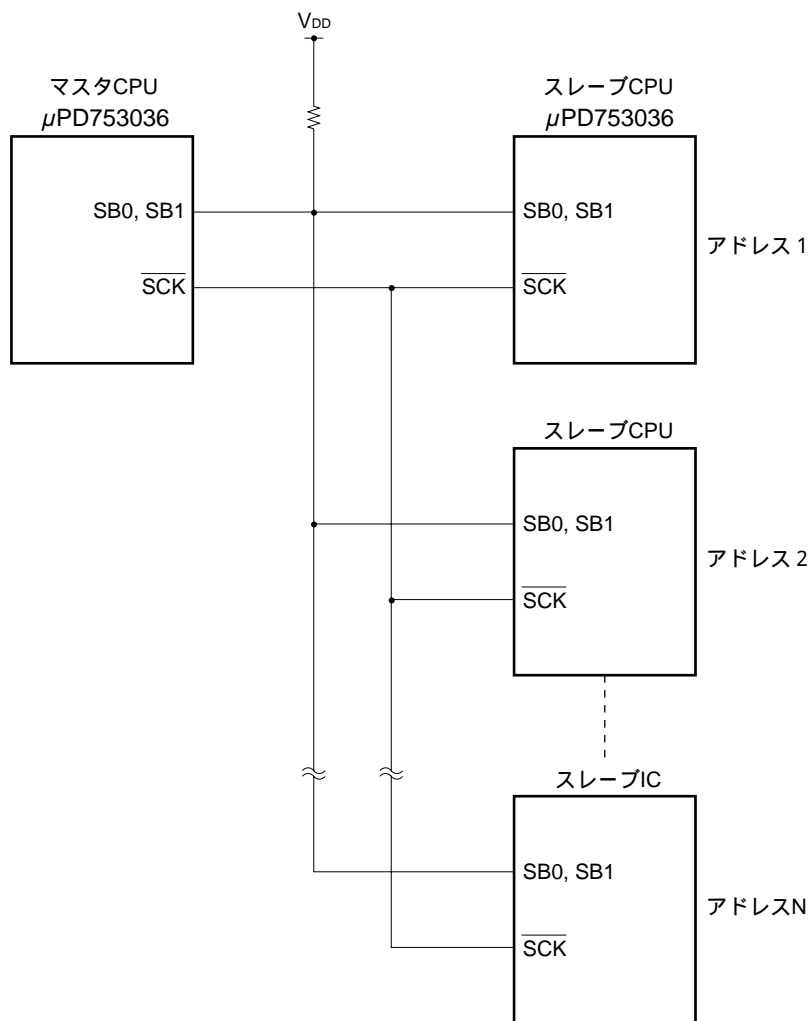 VDD
マスタCPU
μPD753036
SB0, SB1
SCK
スレーブCPU
μPD753036
SB0, SB1
SCK
アドレス 1
スレーブCPU
SB0, SB1
SCK
アドレス 2
スレーブIC
SB0, SB1
SCK
アドレスN